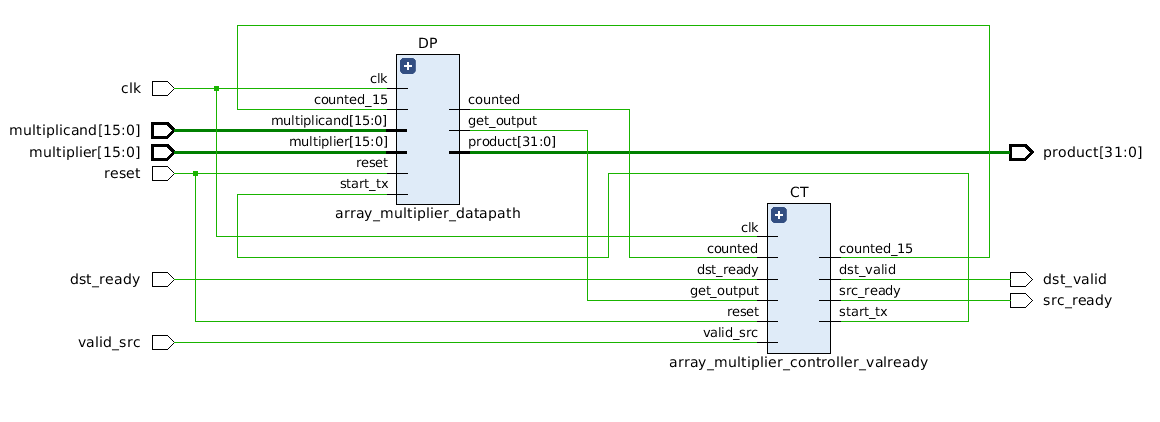 DP
clk
counted_15
multiplicand[15:0]
multiplier[15:0]
reset
start_tx
counted
get_output
product[31:0]
array_multiplier_datapath
clk
multiplicand[15:0]
multiplier[15:0]
reset
dst_ready
valid_src
CT
clk
counted
dst_ready
get_output
reset
valid_src
counted_15
dst_valid
src_ready
start_tx
array_multiplier_controller_valready
product[31:0]
dst_valid
src_ready